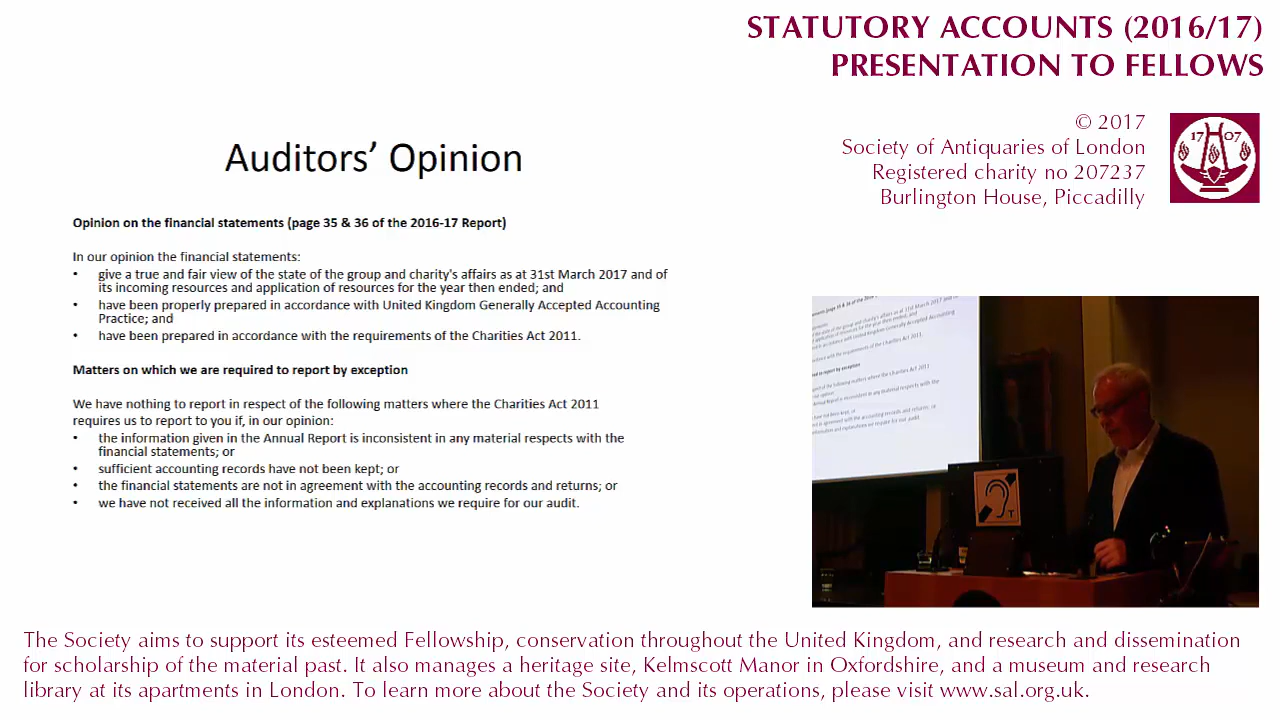 STATUTORY ACCOUNTS (2016/17)
PRESENTATION TO FELLOWS
© 2017
Society of Antiquaries of London
Registered charity no 207237
Burlington House, Piccadilly
17 07
Auditors’ Opinion
Opinion on the financial statements (page 35 & 36 of the 2016-17 Report)
In our opinion the financial statements:
• give a true and fair view of the state of the group and charity's affairs as at 31st March 2017 and of
its incoming resources and application of resources for the year then ended; and
• have been properly prepared in accordance with United Kingdom Generally Accepted Accounting
Practice; and
• have been prepared in accordance with the requirements of the Charities Act 2011.
Matters on which we are required to report by exception
We have nothing to report in respect of the following matters where the Charities Act 2011
requires us to report to you if, in our opinion:
• the information given in the Annual Report is inconsistent in any material respects with the
financial statements; or
• sufficient accounting records have not been kept; or
• the financial statements are not in agreement with the accounting records and returns; or
• we have not received all the information and explanations we require for our audit.
T
The Society aims to support its esteemed Fellowship, conservation throughout the United Kingdom, and research and dissemination
for scholarship of the material past. It also manages a heritage site, Kelmscott Manor in Oxfordshire, and a museum and research
library at its apartments in London. To learn more about the Society and its operations, please visit www.sal.org.uk.